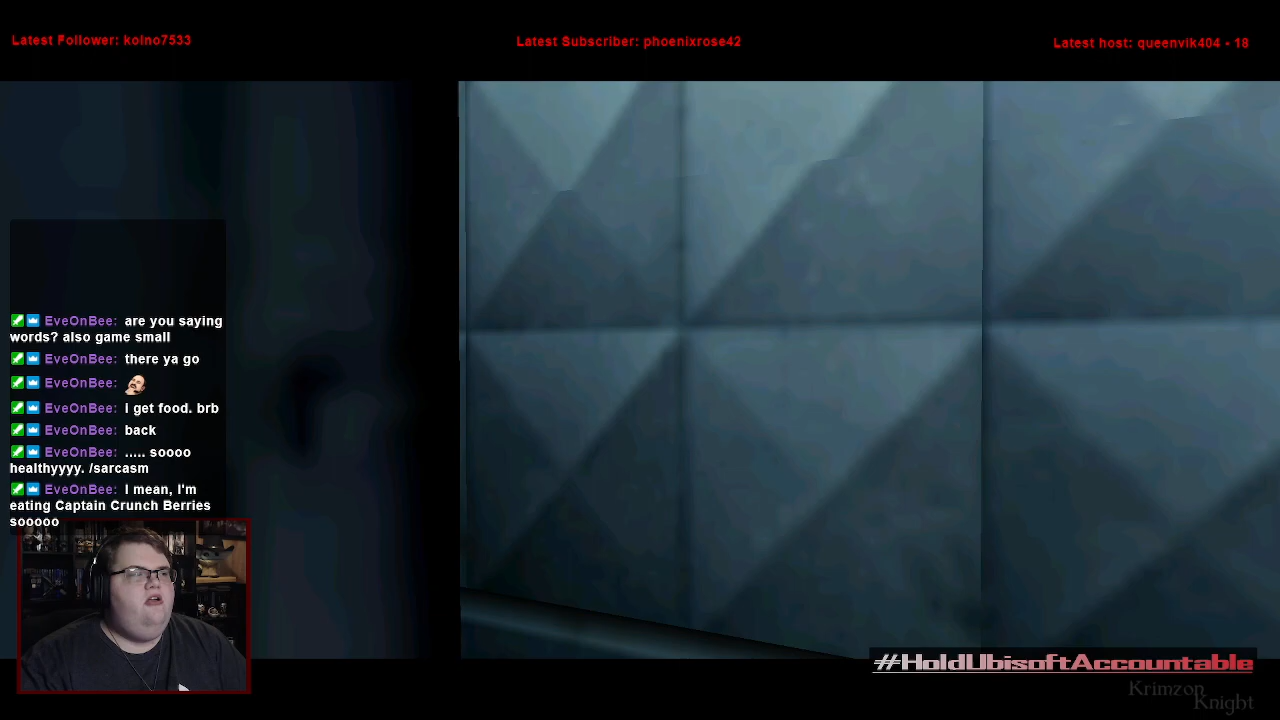 Latest Follower: kolno7533
Latest Subscriber: phoenixrose42
Latest host: queenvik404 - 18
EveOnBee: are you saying
words? also game small
EveOnBee: there ya go
EveOnBee:
EveOnBee: I get food. brb
EveOnBee: back
EveOnBee: ..... soooo
healthyyyy. /sarcasm
EveOnBee: I mean, I'm
eating Captain Crunch Berries
sooooo
#HoldUbisoftAccountable
Krimzon
Knight